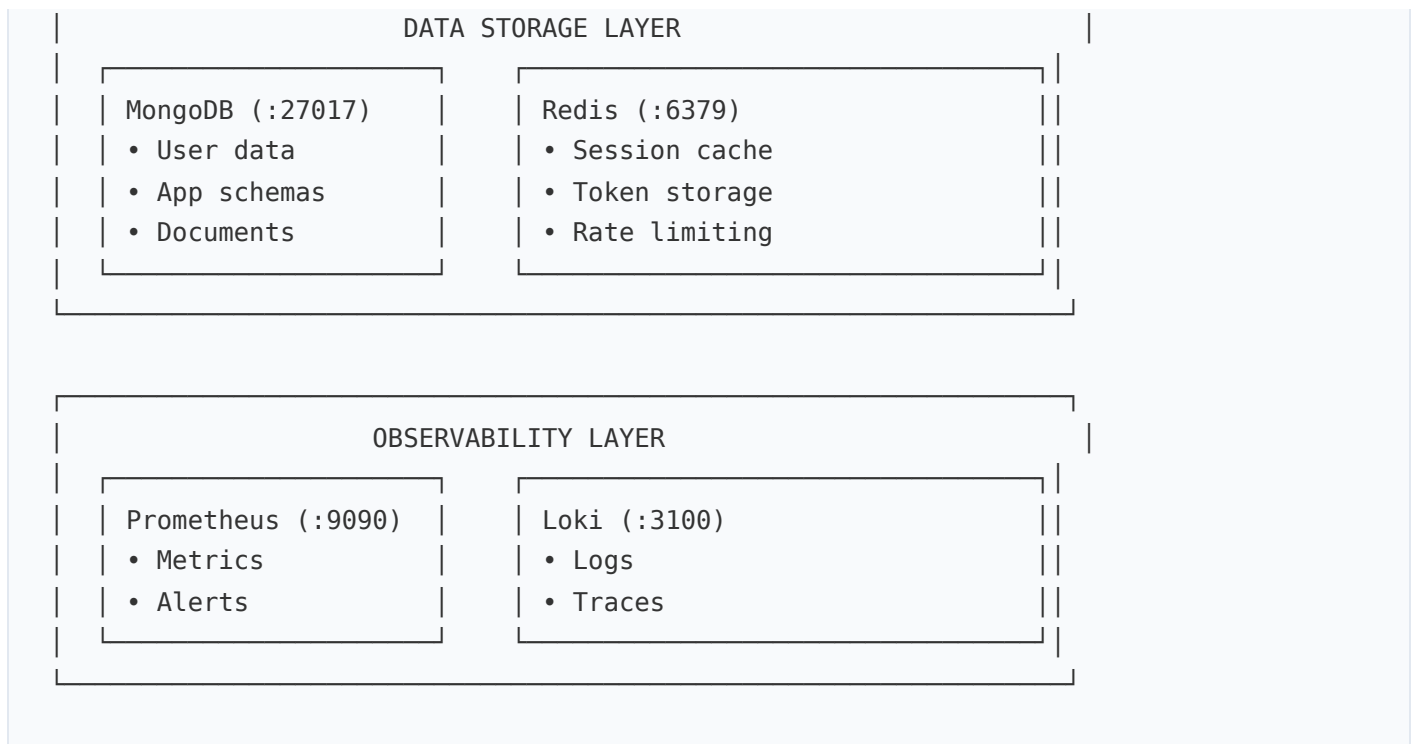 DATA STORAGE LAYER
MongoDB (:27017) Redis (:6379)
• User data • Session cache
• App schemas • Token storage
• Documents • Rate limiting
OBSERVABILITY LAYER
Prometheus (:9090) Loki (:3100)
• Metrics • Logs
• Alerts • Traces